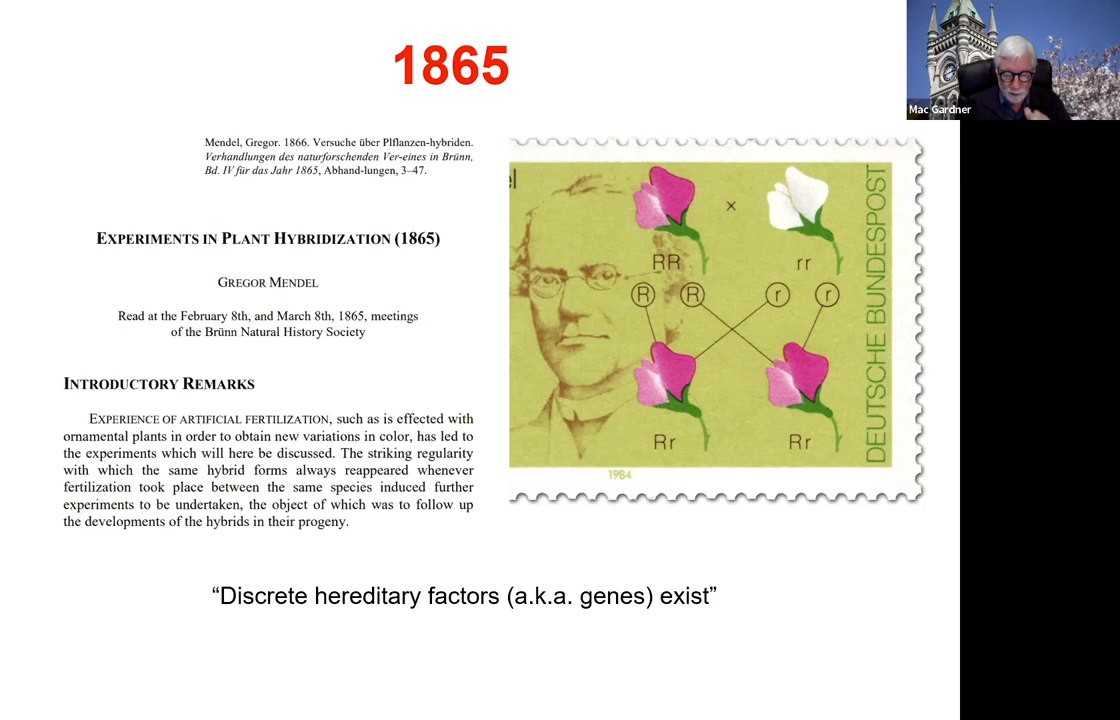 1865
Mac Gardner
Mendel, Gregor. 1866. Versuche über Plflanzen-hybriden.
Verhandlungen des naturforschenden Ver-eines in Brünn,
Bd. IV für das Jahr 1865, Abhand-lungen, 3–47.
EXPERIMENTS IN PLANT HYBRIDIZATION (1865)
GREGOR MENDEL
Read at the February 8th, and March 8th, 1865, meetings
of the Brünn Natural History Society
INTRODUCTORY REMARKS
EXPERIENCE OF ARTIFICIAL FERTILIZATION, such as is effected with
ornamental plants in order to obtain new variations in color, has led to
the experiments which will here be discussed. The striking regularity
with which the same hybrid forms always reappeared whenever
fertilization took place between the same species induced further
experiments to be undertaken, the object of which was to follow up
the developments of the hybrids in their progeny.
el
×
RR rr
R R r r
Rr Rr
DEUTSCHE BUNDESPOST
1984
“Discrete hereditary factors (a.k.a. genes) exist”